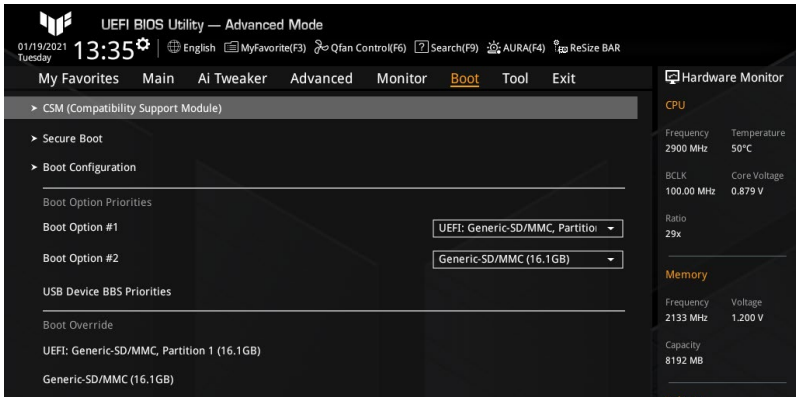 UEFI BIOS Utility — Advanced Mode
01/19/2021
Tuesday
13:35
English
MyFavorite(F3)
Qfan Control(F6)
? Search(F9)
AURA(F4)
ReSize BAR
My Favorites
Main
Ai Tweaker
Advanced
Monitor
Boot
Tool
Exit
> CSM (Compatibility Support Module)
> Secure Boot
> Boot Configuration
Boot Option Priorities
Boot Option #1
UEFI: Generic-SD/MMC, Partitio
Boot Option #2
Generic-SD/MMC (16.1GB)
USB Device BBS Priorities
Boot Override
UEFI: Generic-SD/MMC, Partition 1 (16.1GB)
Generic-SD/MMC (16.1GB)
Hardware Monitor
CPU
Frequency Temperature
2900 MHz 50°C
BCLK Core Voltage
100.00 MHz 0.879 V
Ratio
29x
Memory
Frequency Voltage
2133 MHz 1.200 V
Capacity
8192 MB